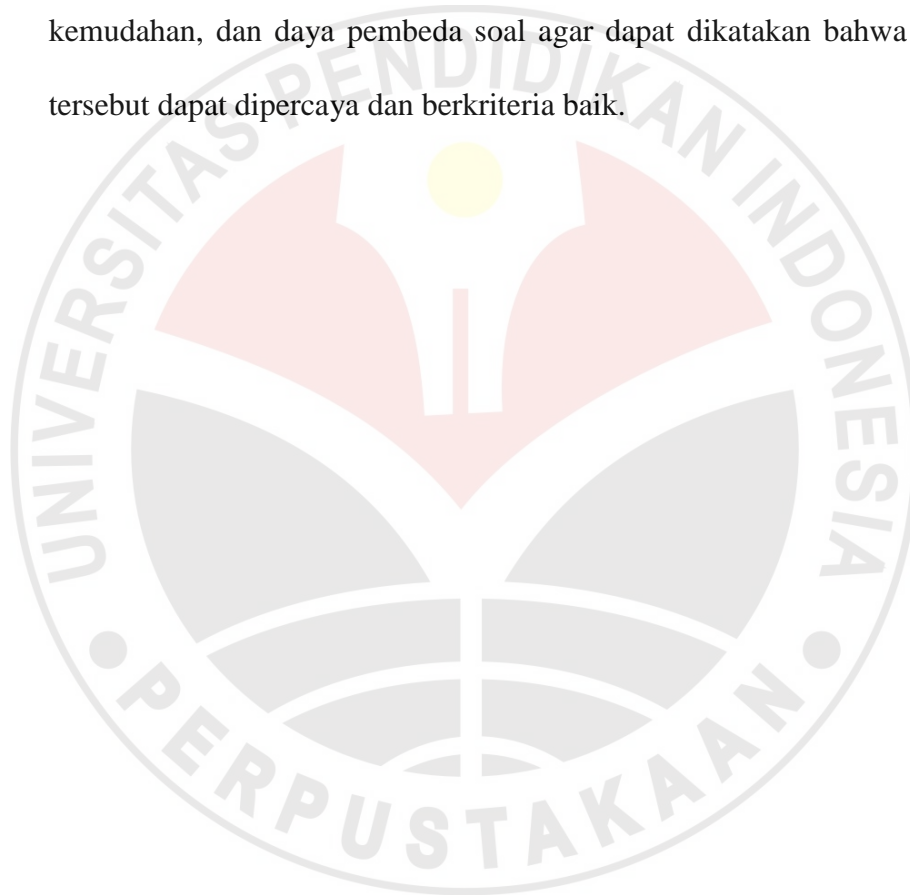 kemudahan, dan daya pembeda soal agar dapat dikatakan bahwa
tersebut dapat dipercaya dan berkriteria baik.
UNIVERSITAS PENDIDIKAN INDONESIA
PERPUSTAKAAN